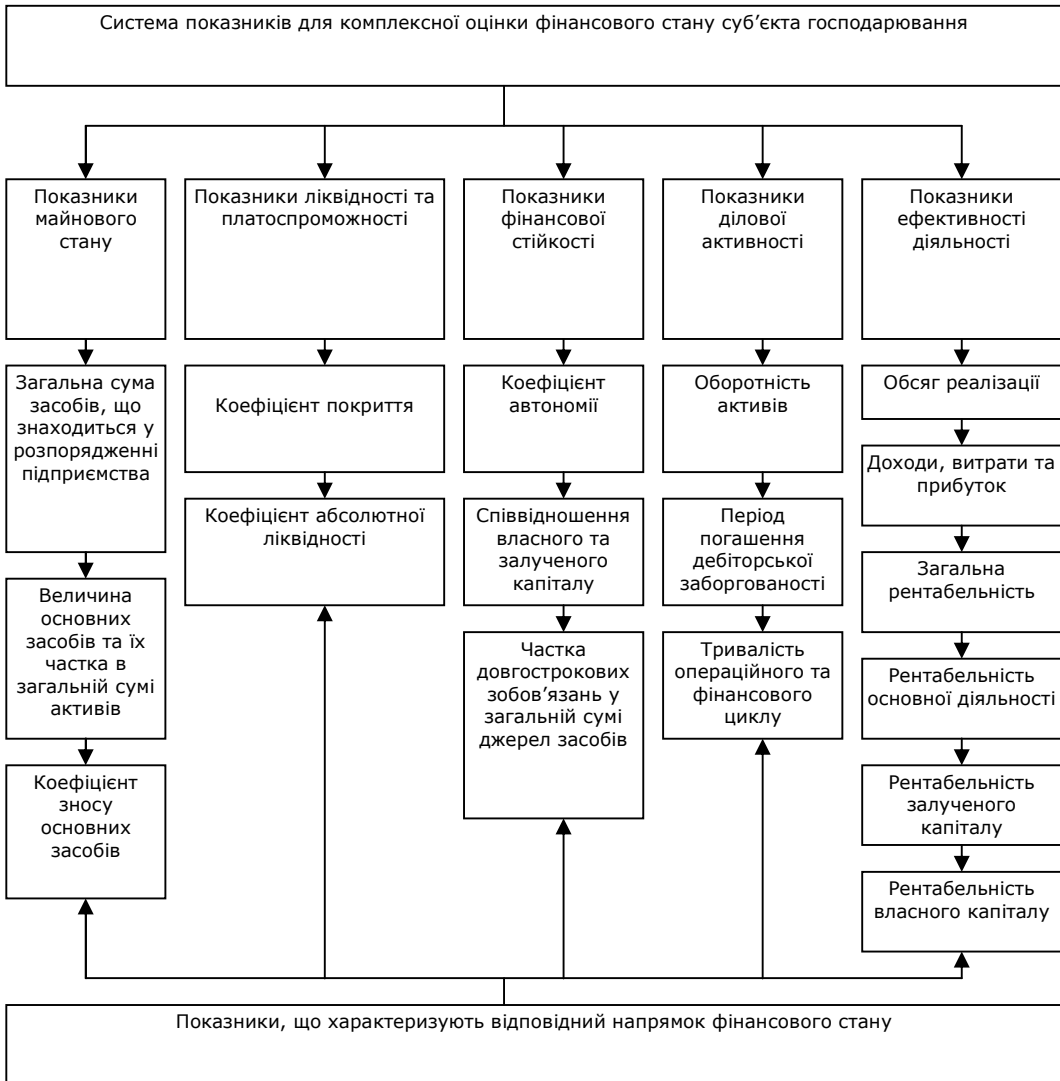 Система показників для комплексної оцінки фінансового стану суб’єкта господарювання
Показники
майнового
стану
Показники ліквідності та
платоспроможності
Показники
фінансової
стійкості
Показники
ділової
активності
Показники
ефективності
діяльності
Загальна сума
засобів, що
знаходиться у
розпорядженні
підприємства
Величина
основних
засобів та їх
частка в
загальній сумі
активів
Коефіцієнт
зносу
основних
засобів
Коефіцієнт покриття
Коефіцієнт абсолютної
ліквідності
Коефіцієнт
автономії
Співвідношення
власного та
залученого
капіталу
Частка
довгострокових
зобов’язань у
загальній сумі
джерел засобів
Оборотність
активів
Період
погашення
дебіторської
заборгованості
Тривалість
операційного та
фінансового
циклу
Обсяг реалізації
Доходи, витрати та
прибуток
Загальна
рентабельність
Рентабельність
основної діяльності
Рентабельність
залученого
капіталу
Рентабельність
власного капіталу
Показники, що характеризують відповідний напрямок фінансового стану